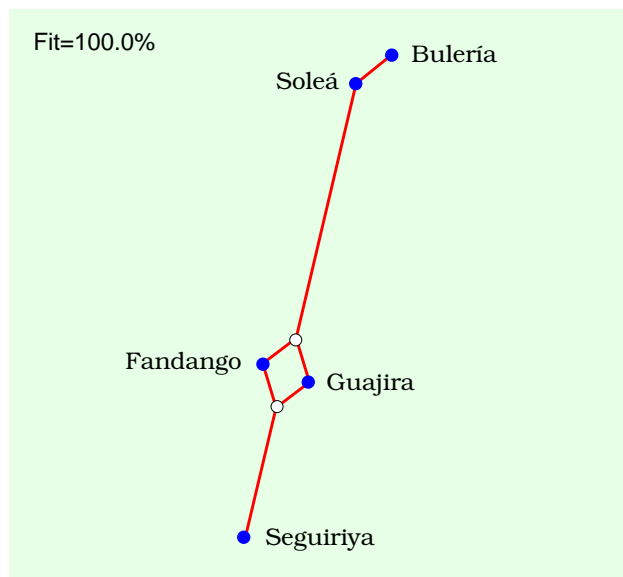 Fit=100.0%
Bulería
Soleá
Fandango
Guajira
Seguiriya